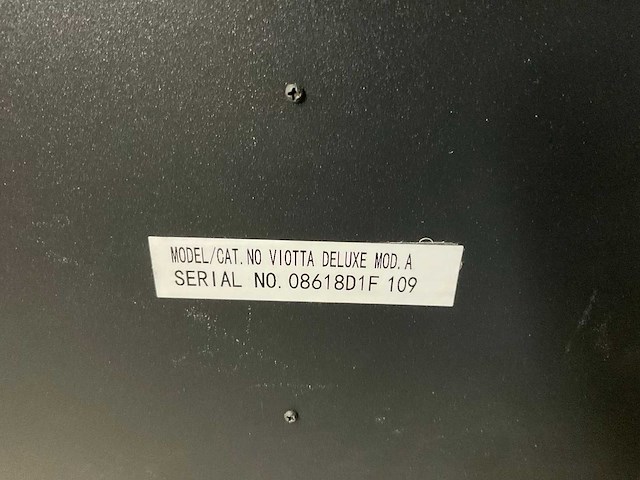 MODEL/CAT.NO VIOTTA DELUXE MOD.A
SERIAL NO. 08618D1F 109